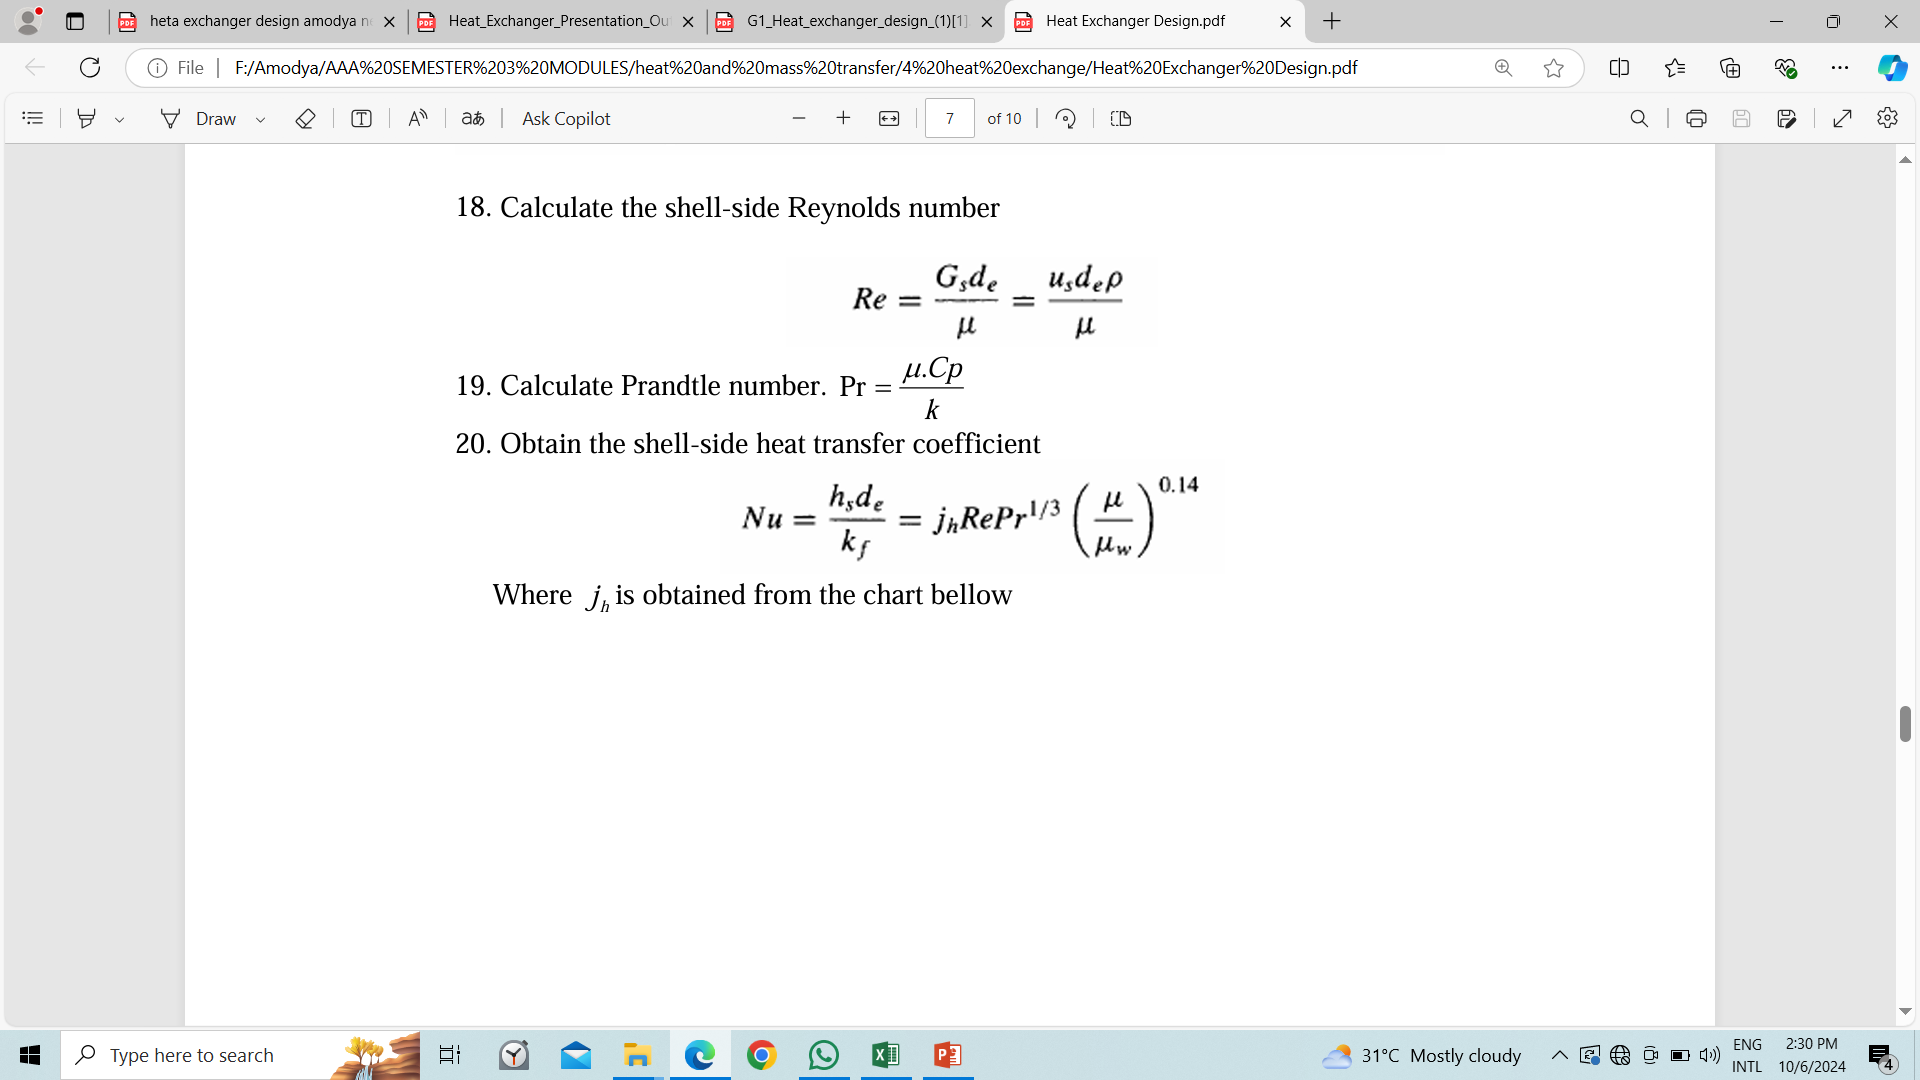 heta exchanger design amodya n
Heat_Exchanger_Presentation_Ou
G1_Heat_exchanger_design_(1)[1]
Heat Exchanger Design.pdf
File
F:/Amodya/AAA%20SEMESTER%203%20MODULES/heat%20and%20mass%20transfer/4%20heat%20exchange/Heat%20Exchanger%20Design.pdf
Draw
aあ
Ask Copilot
7 of 10
18. Calculate the shell-side Reynolds number
Re = G_s d_e / μ = u_s d_e ρ / μ
19. Calculate Prandtle number. Pr = μ.Cp / k
20. Obtain the shell-side heat transfer coefficient
Nu = h_s d_e / k_f = j_h Re Pr^1/3 (μ / μ_w)^0.14
Where j_h is obtained from the chart bellow
Type here to search
31°C Mostly cloudy
ENG
INTL
2:30 PM
10/6/2024
4